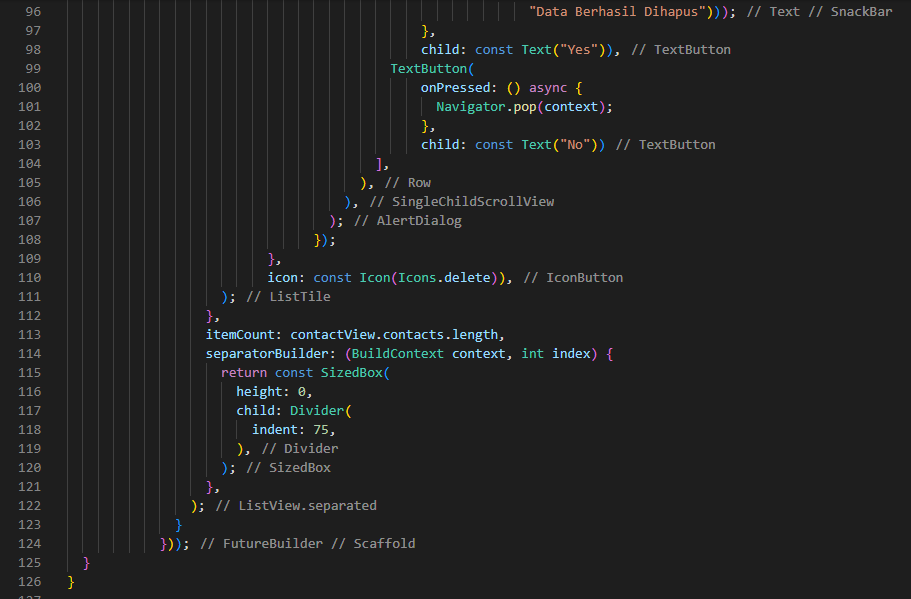 96 "Data Berhasil Dihapus"))); // Text // SnackBar
97 },
98 child: const Text("Yes")), // TextButton
99 TextButton(
100 onPressed: () async {
101 Navigator.pop(context);
102 },
103 child: const Text("No")) // TextButton
104 ],
105 ), // Row
106 ), // SingleChildScrollView
107 ); // AlertDialog
108 });
109 },
110 icon: const Icon(Icons.delete)), // IconButton
111 ); // ListTile
112 },
113 itemCount: contactView.contacts.length,
114 separatorBuilder: (BuildContext context, int index) {
115 return const SizedBox(
116 height: 0,
117 child: Divider(
118 indent: 75,
119 ), // Divider
120 ); // SizedBox
121 },
122 ); // ListView.separated
123 }
124 })); // FutureBuilder // Scaffold
125 }
126 }
127